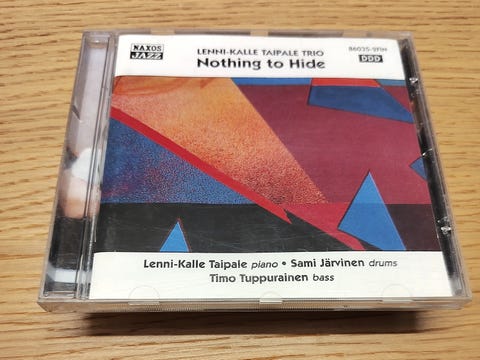 NAXOS
JAZZ
LENNI-KALLE TAIPALE TRIO
Nothing to Hide
86035-2FIN
DDD
Lenni-Kalle Taipale piano • Sami Järvinen drums
Timo Tuppurainen bass